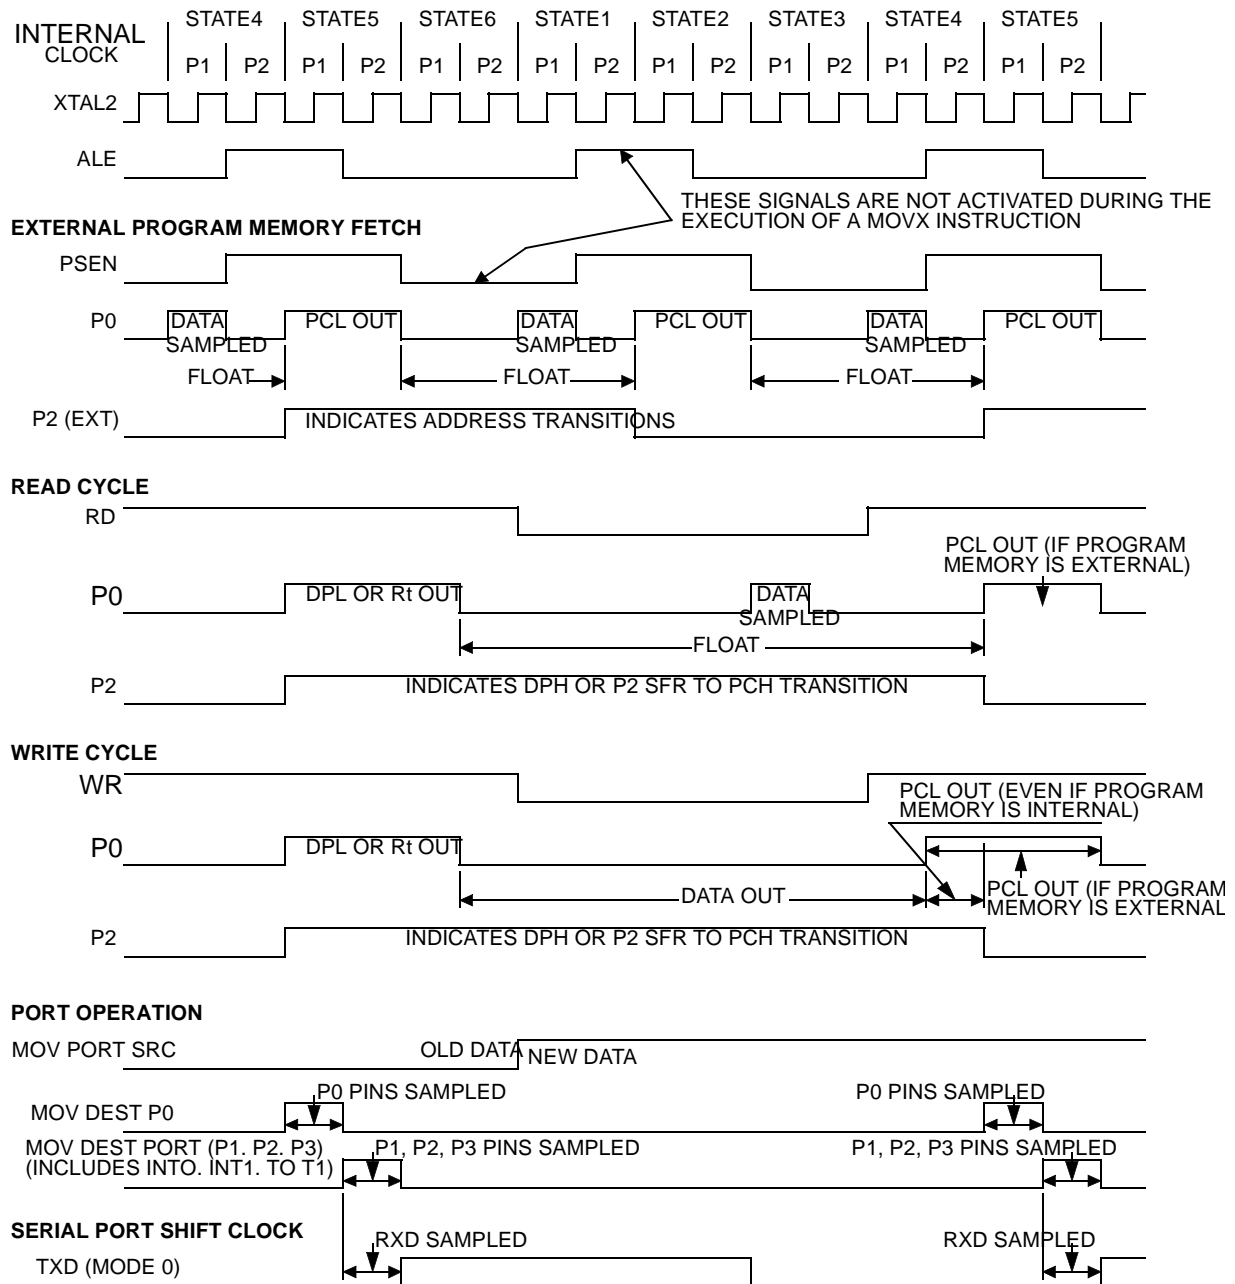 INTERNAL
CLOCK
STATE4 STATE5 STATE6 STATE1 STATE2 STATE3 STATE4 STATE5
P1 P2 P1 P2 P1 P2 P1 P2 P1 P2 P1 P2 P1 P2 P1 P2
XTAL2
ALE
THESE SIGNALS ARE NOT ACTIVATED DURING THE
EXECUTION OF A MOVX INSTRUCTION
EXTERNAL PROGRAM MEMORY FETCH
PSEN
P0 DATA PCL OUT DATA PCL OUT DATA PCL OUT
SAMPLED SAMPLED SAMPLED
FLOAT FLOAT FLOAT
P2 (EXT) INDICATES ADDRESS TRANSITIONS
READ CYCLE
RD
PCL OUT (IF PROGRAM
MEMORY IS EXTERNAL)
P0 DPL OR Rt OUT DATA
SAMPLED
FLOAT
P2 INDICATES DPH OR P2 SFR TO PCH TRANSITION
WRITE CYCLE
WR
PCL OUT (EVEN IF PROGRAM
MEMORY IS INTERNAL)
P0 DPL OR Rt OUT
DATA OUT
PCL OUT (IF PROGRAM
MEMORY IS EXTERNAL
P2 INDICATES DPH OR P2 SFR TO PCH TRANSITION
PORT OPERATION
MOV PORT SRC OLD DATA NEW DATA
P0 PINS SAMPLED P0 PINS SAMPLED
MOV DEST P0
MOV DEST PORT (P1. P2. P3) P1, P2, P3 PINS SAMPLED P1, P2, P3 PINS SAMPLED
(INCLUDES INTO. INT1. TO T1)
SERIAL PORT SHIFT CLOCK RXD SAMPLED RXD SAMPLED
TXD (MODE 0)